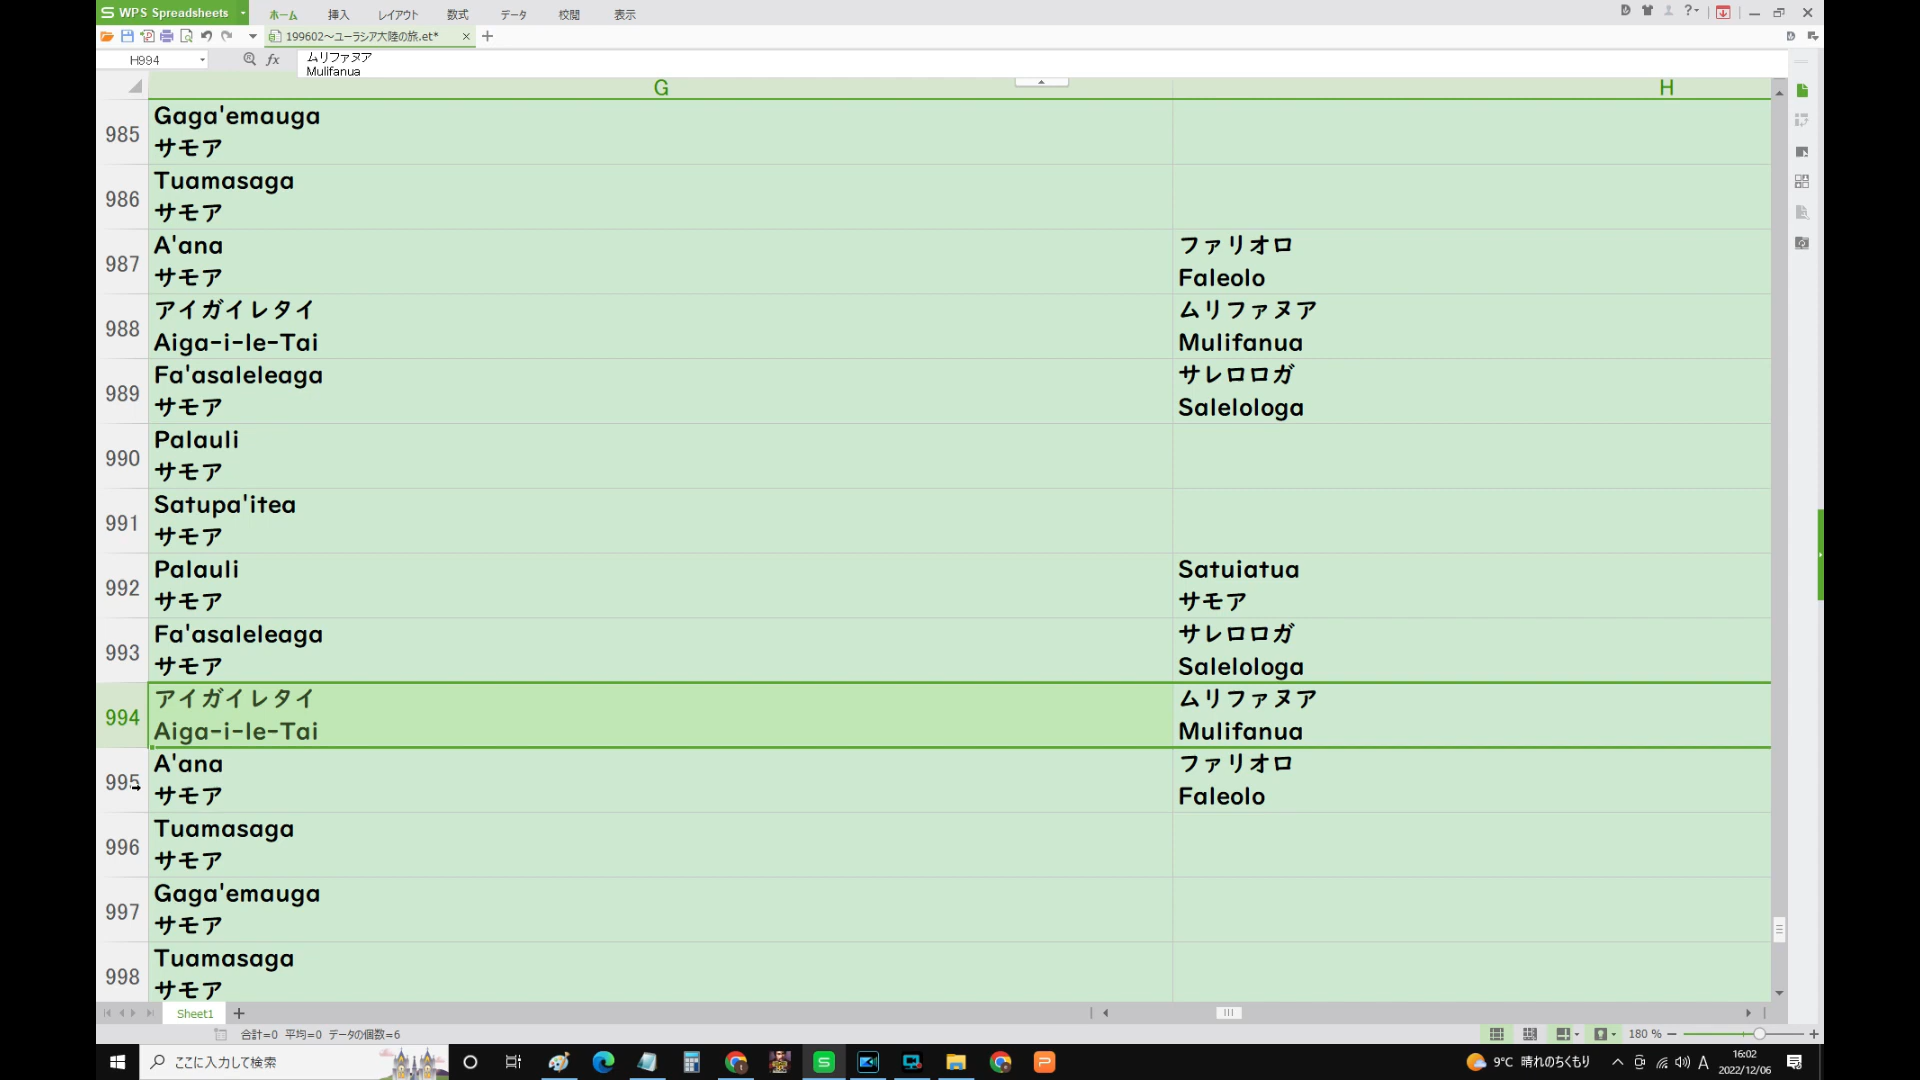 WPS Spreadsheets
ホーム 挿入 レイアウト 数式 データ 校閲 表示
199602～ユーラシア大陸の旅.et*
H994
fx
ムリファヌア
Mulifanua
G H
985
Gaga'emauga
サモア
986
Tuamasaga
サモア
987
A'ana
サモア
ファリオロ
Faleolo
988
アイガイレタイ
Aiga-i-le-Tai
ムリファヌア
Mulifanua
989
Fa'asaleleaga
サモア
サレロロガ
Salelologa
990
Palauli
サモア
991
Satupa'itea
サモア
992
Palauli
サモア
Satuiatua
サモア
993
Fa'asaleleaga
サモア
サレロロガ
Salelologa
994
アイガイレタイ
Aiga-i-le-Tai
ムリファヌア
Mulifanua
995
A'ana
サモア
ファリオロ
Faleolo
996
Tuamasaga
サモア
997
Gaga'emauga
サモア
998
Tuamasaga
サモア
Sheet1
合計=0 平均=0 データの個数=6
180 %
ここに入力して検索
9°C 晴れのちくもり
A
16:02
2022/12/06